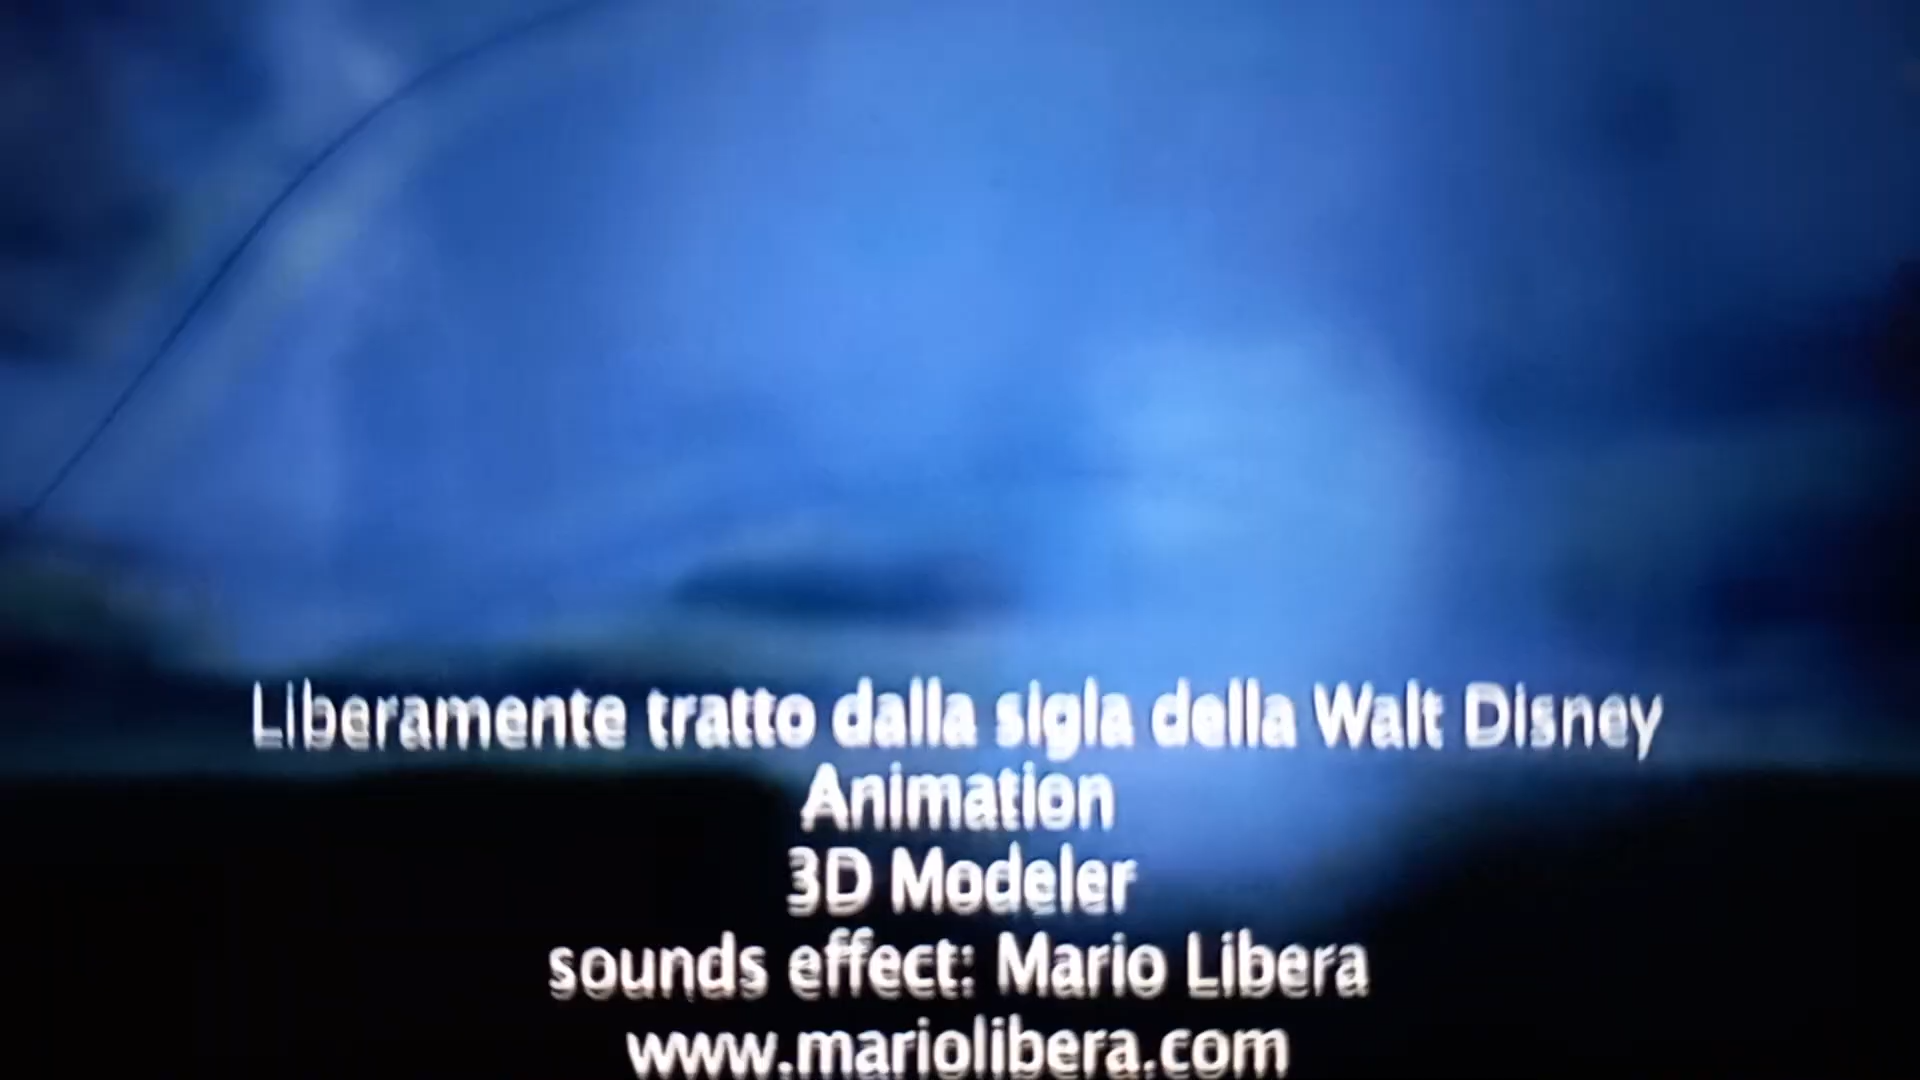 Liberamente tratto dalla sigla della Walt Disney
Animation
3D Modeler
sounds effect: Mario Libera
www.mariolibera.com